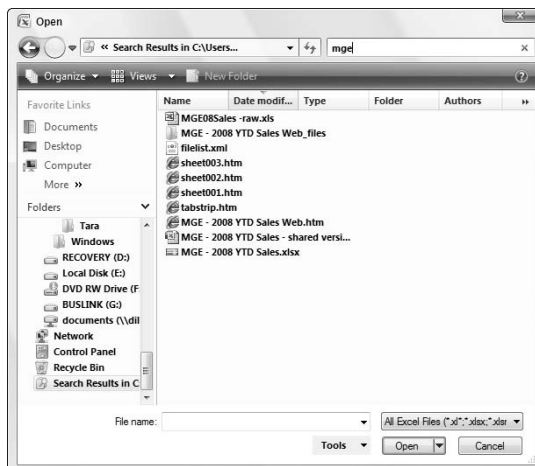 Open
« Search Results in C:\Users...
mge
Organize
Views
New Folder
Favorite Links
Documents
Desktop
Computer
More »
Folders
Tara
Windows
RECOVERY (D:)
Local Disk (E:)
DVD RW Drive (F
BUSLINK (G:)
documents (\\dil
Network
Control Panel
Recycle Bin
Search Results in C
Name Date modif... Type Folder Authors »
MGE08Sales -raw.xls
MGE - 2008 YTD Sales Web_files
filelist.xml
sheet003.htm
sheet002.htm
sheet001.htm
tabstrip.htm
MGE - 2008 YTD Sales Web.htm
MGE - 2008 YTD Sales - shared versi...
MGE - 2008 YTD Sales.xlsx
File name:
All Excel Files (*.xl*;*.xlsx;*.xlsr
Tools
Open
Cancel